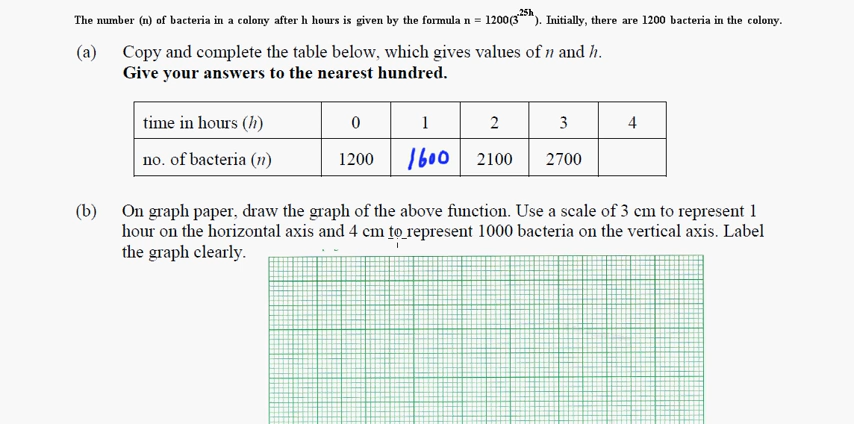 The number (n) of bacteria in a colony after h hours is given by the formula n = 1200(3^.25h). Initially, there are 1200 bacteria in the colony.
(a) Copy and complete the table below, which gives values of n and h.
Give your answers to the nearest hundred.
time in hours (h) 0 1 2 3 4
no. of bacteria (n) 1200 1600 2100 2700
(b) On graph paper, draw the graph of the above function. Use a scale of 3 cm to represent 1
hour on the horizontal axis and 4 cm to represent 1000 bacteria on the vertical axis. Label
the graph clearly.